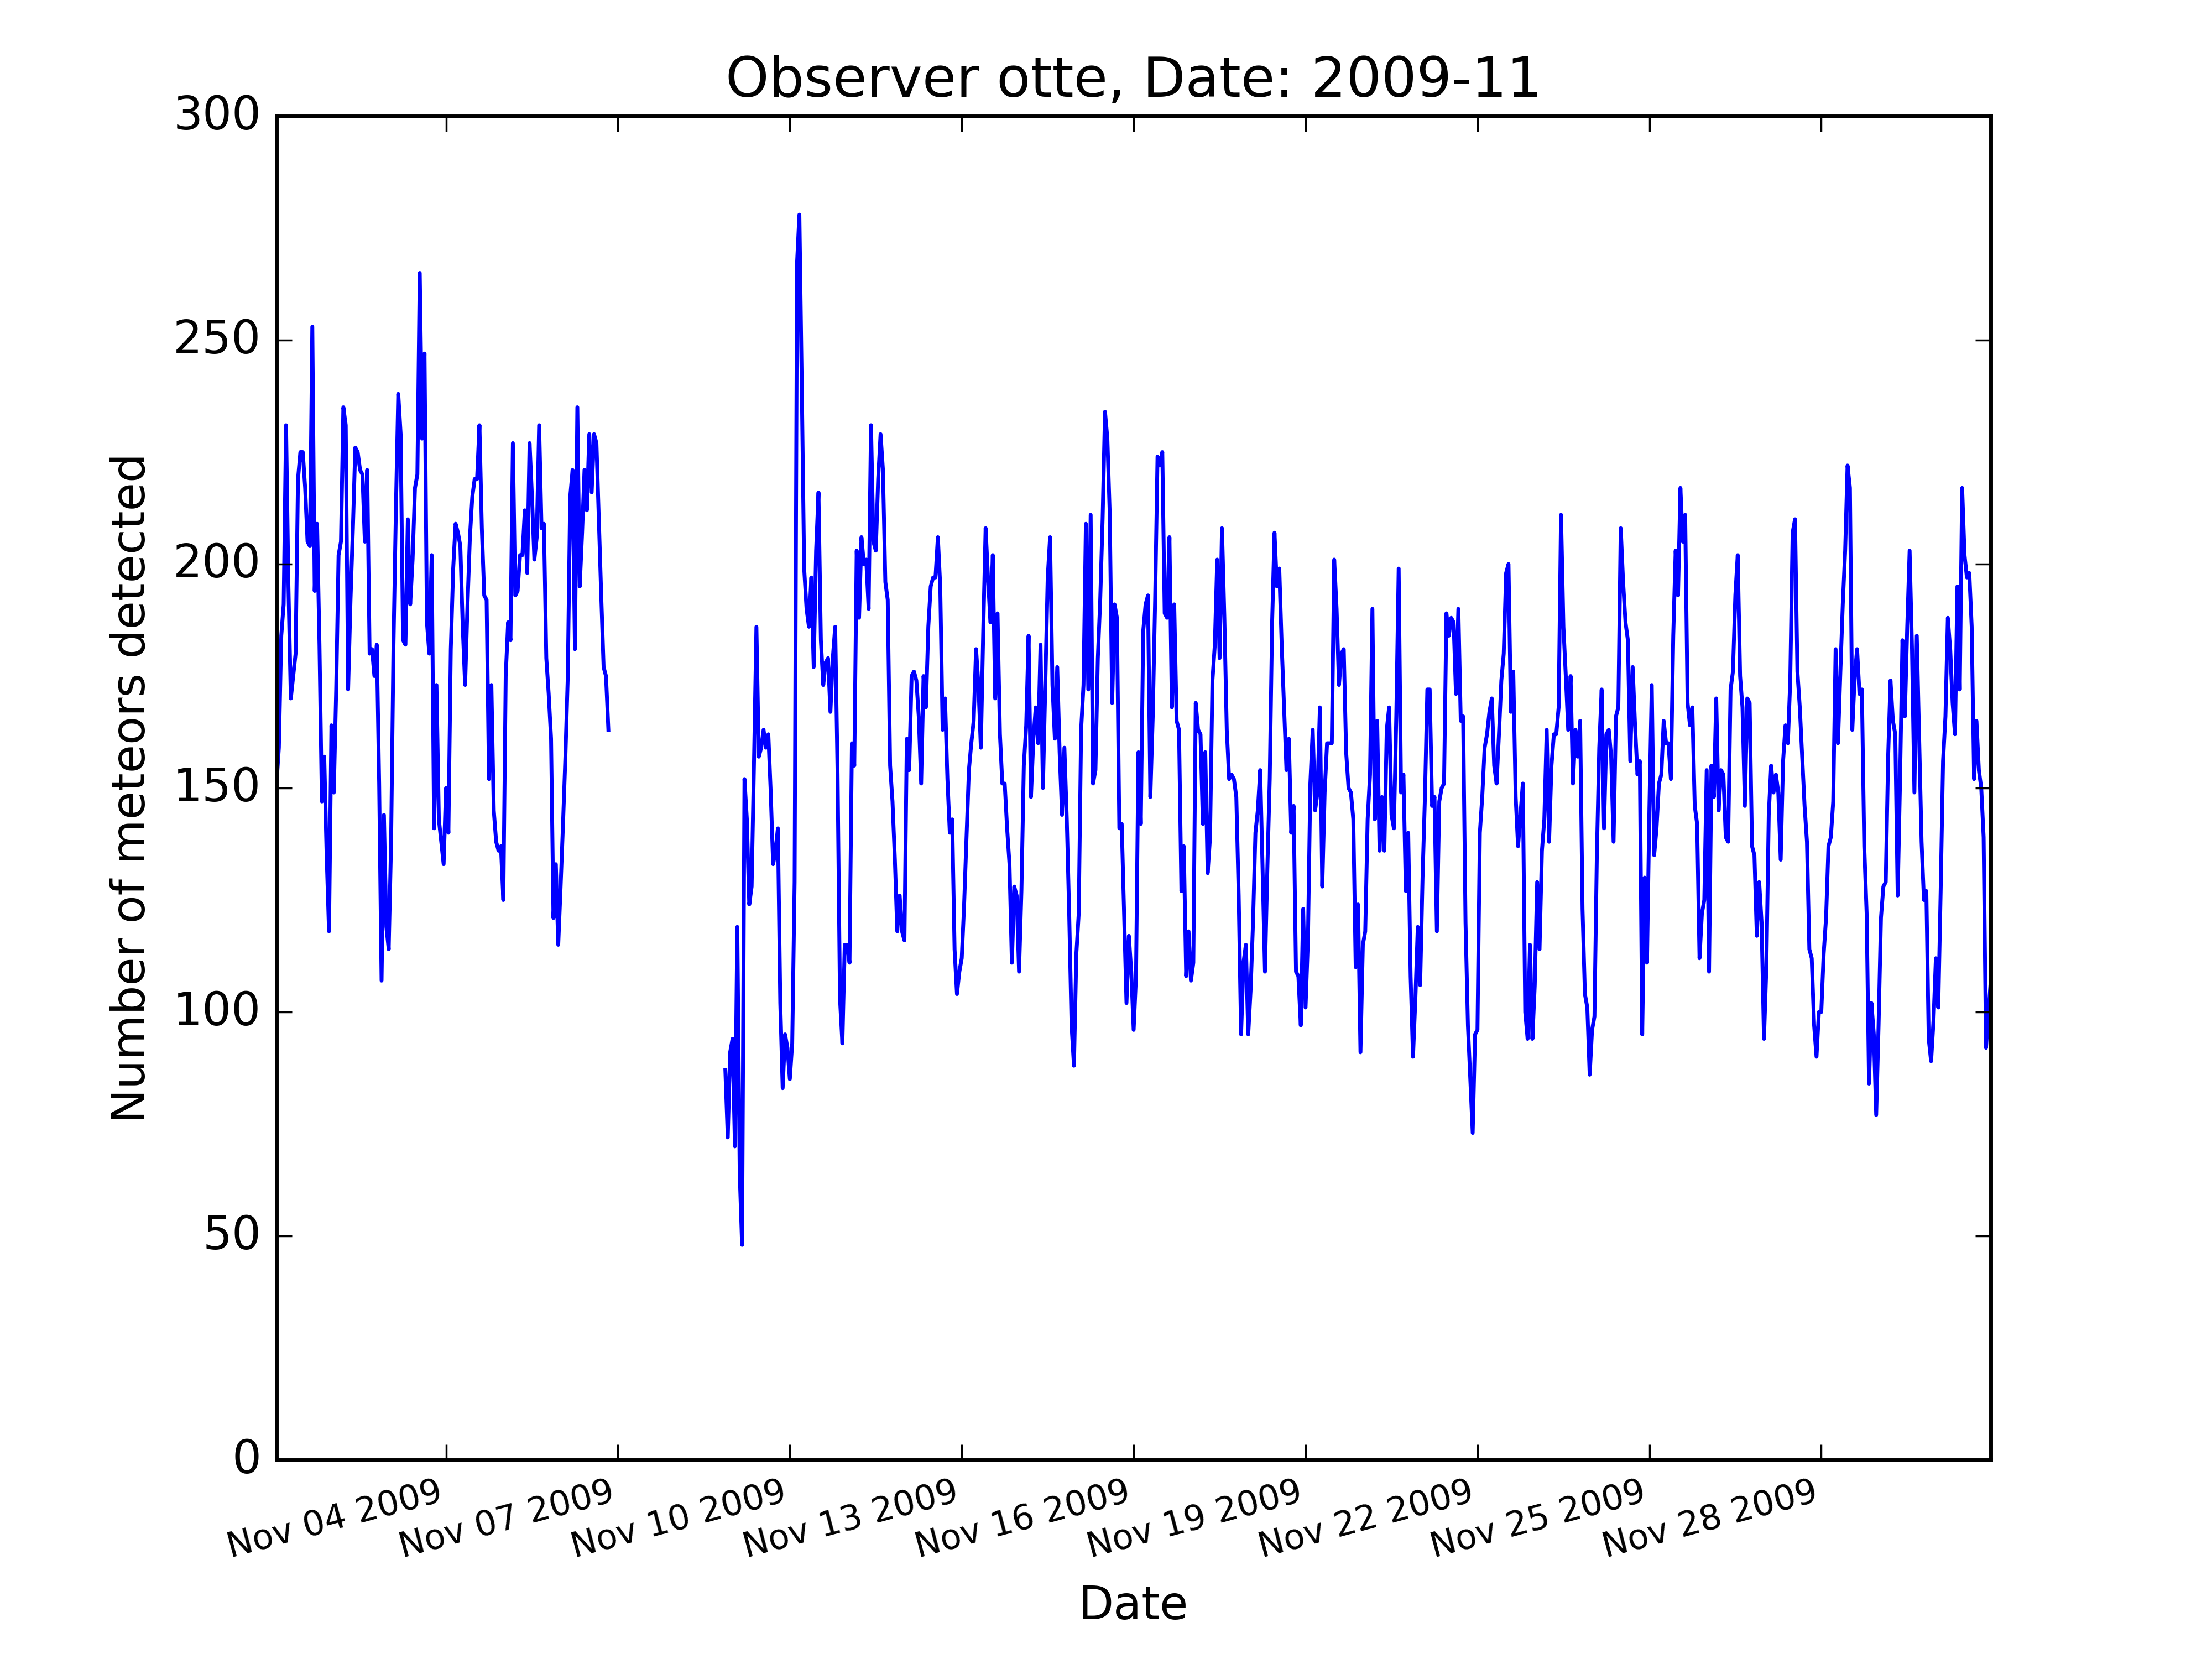 Observer otte, Date: 2009-11
300
250
200
150
100
50
0
Number of meteors detected
Nov 04 2009
Nov 07 2009
Nov 10 2009
Nov 13 2009
Nov 16 2009
Nov 19 2009
Nov 22 2009
Nov 25 2009
Nov 28 2009
Date